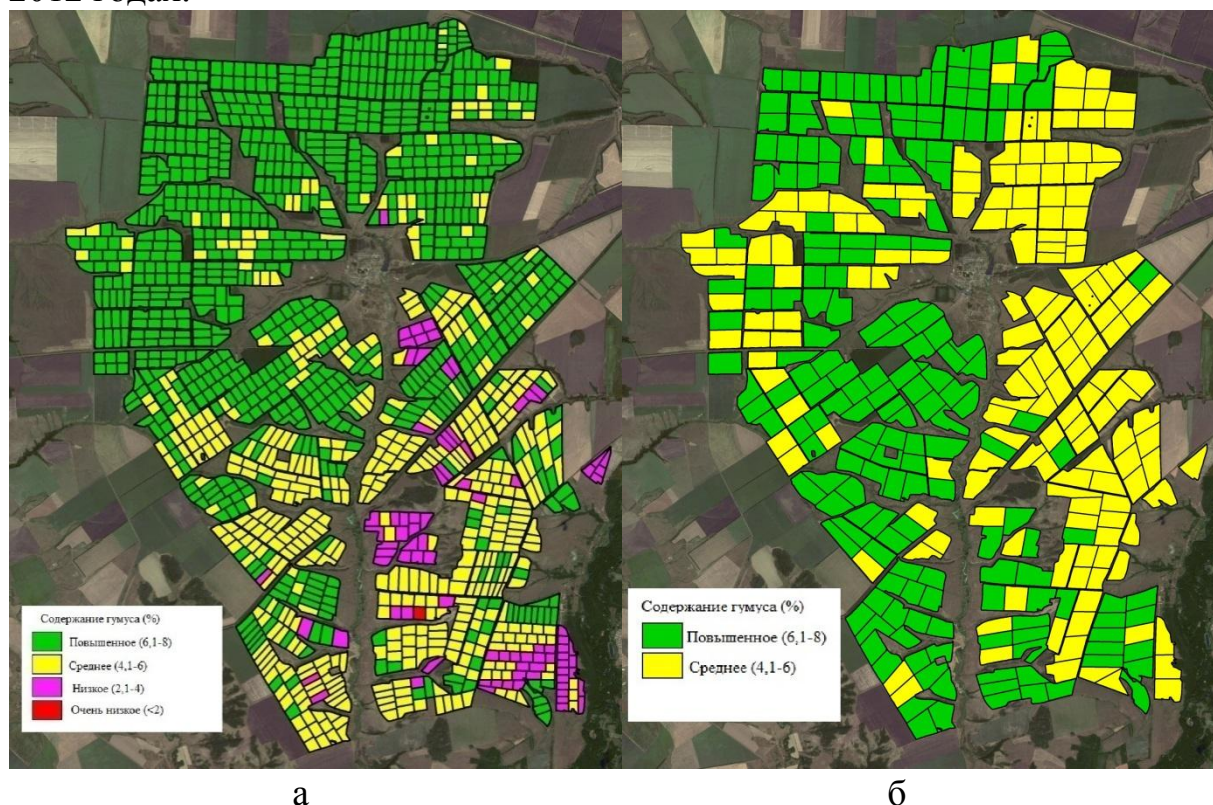 2012 годах.
Содержание гумуса (%)
Повышенное (6,1-8)
Среднее (4,1-6)
Низкое (2,1-4)
Очень низкое (<2)
Содержание гумуса (%)
Повышенное (6,1-8)
Среднее (4,1-6)
а
б